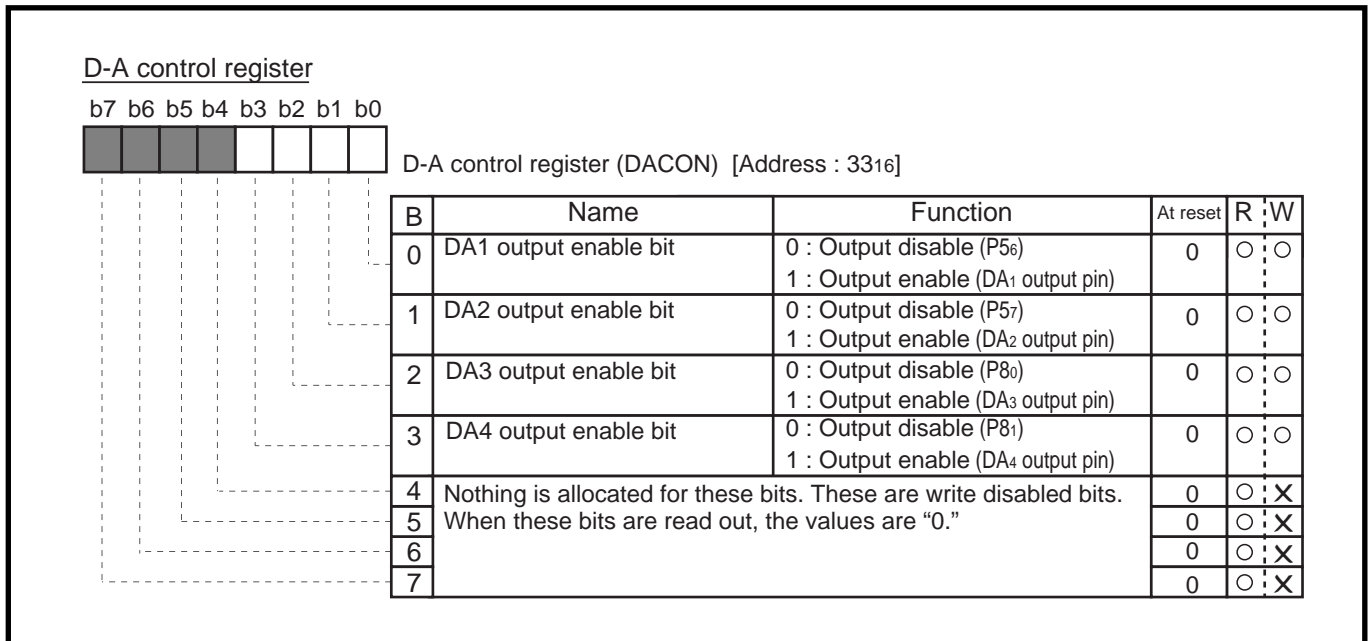 D-A control register
b7 b6 b5 b4 b3 b2 b1 b0
D-A control register (DACON) [Address : 3316]
B Name Function At reset R W
0 DA1 output enable bit 0 : Output disable (P56) 0 ○ ○
1 : Output enable (DA1 output pin)
1 DA2 output enable bit 0 : Output disable (P57) 0 ○ ○
1 : Output enable (DA2 output pin)
2 DA3 output enable bit 0 : Output disable (P80) 0 ○ ○
1 : Output enable (DA3 output pin)
3 DA4 output enable bit 0 : Output disable (P81) 0 ○ ○
1 : Output enable (DA4 output pin)
4 Nothing is allocated for these bits. These are write disabled bits. 0 ○ ×
5 When these bits are read out, the values are “0.” 0 ○ ×
6 0 ○ ×
7 0 ○ ×